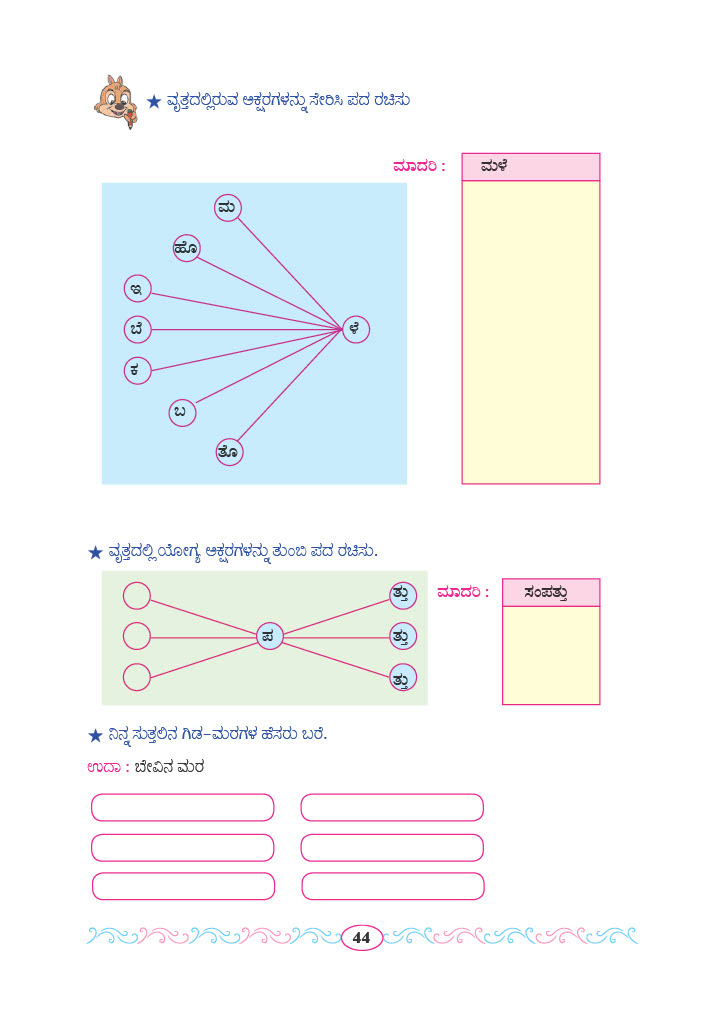 ★ ವೃತ್ತದಲ್ಲಿರುವ ಅಕ್ಷರಗಳನ್ನು ಸೇರಿಸಿ ಪದ ರಚಿಸು
ಮಾದರಿ : ಮಳೆ
ಮ
ಹೊ
ಇ
ಬೆ
ಳೆ
ಕ
ಬ
ತೊ
★ ವೃತ್ತದಲ್ಲಿ ಯೋಗ್ಯ ಅಕ್ಷರಗಳನ್ನು ತುಂಬಿ ಪದ ರಚಿಸು.
ತ್ತು ಮಾದರಿ : ಸಂಪತ್ತು
ಪ ತ್ತು
ತ್ತು
★ ನಿನ್ನ ಸುತ್ತಲಿನ ಗಿಡ-ಮರಗಳ ಹೆಸರು ಬರೆ.
ಉದಾ : ಬೇವಿನ ಮರ
44